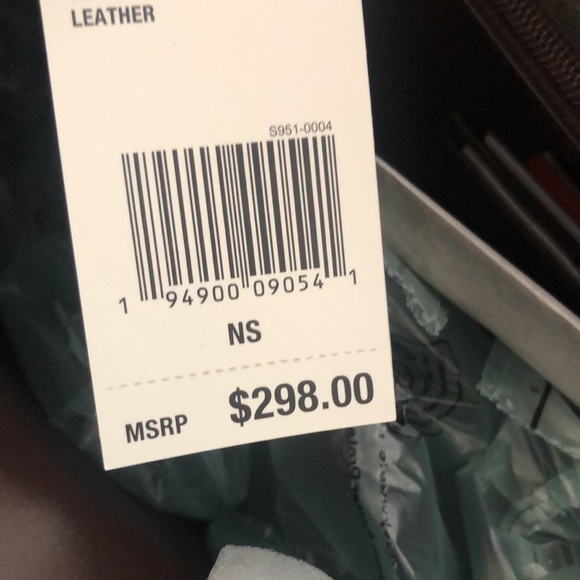 LEATHER
S951-0004
1 94900 09054 1
NS
MSRP $298.00